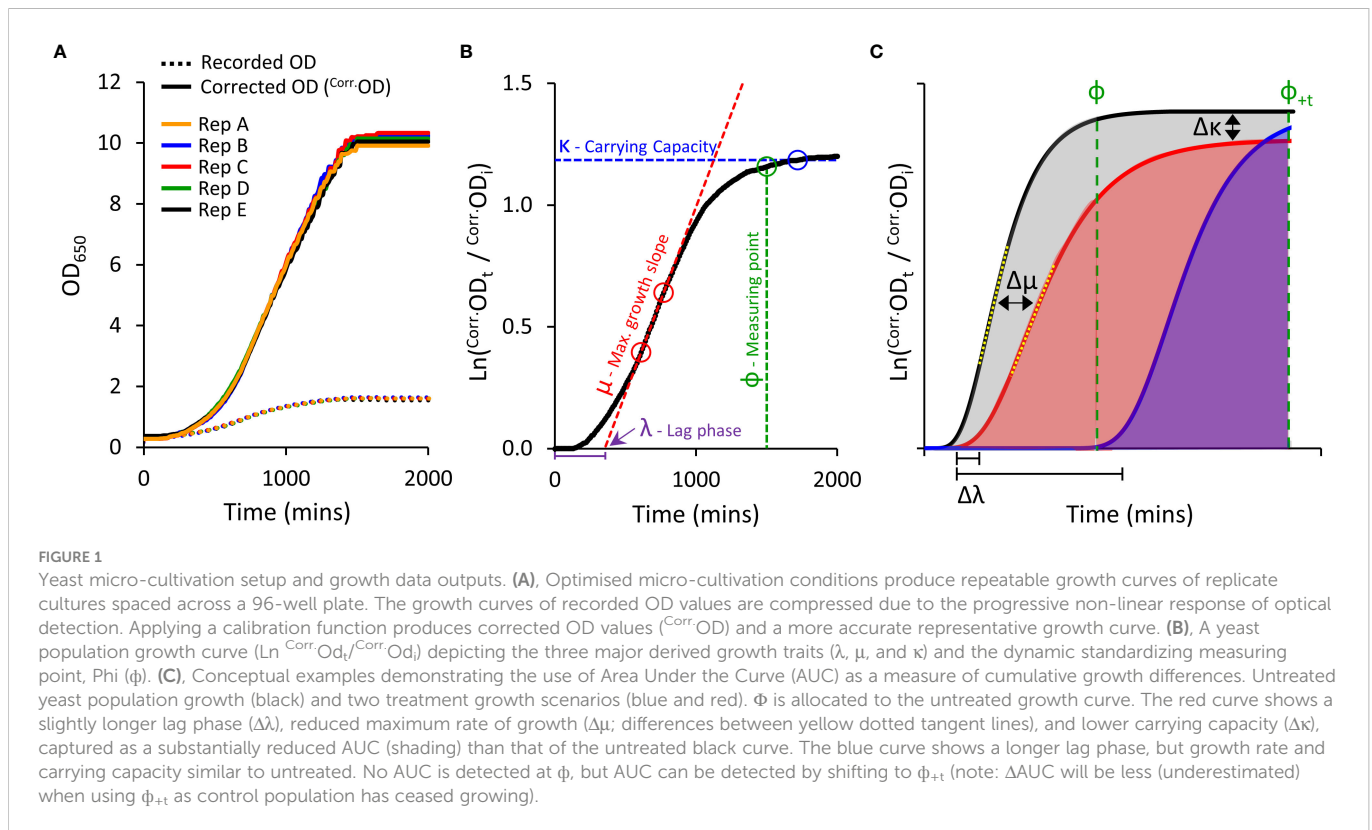 A
Recorded OD
Corrected OD (Corr.OD)
Rep A
Rep B
Rep C
Rep D
Rep E
OD650
12
10
8
6
4
2
0
0
1000
2000
Time (mins)
B
Ln(Corr.ODt / Corr.ODi)
1.5
1.0
0.5
0.0
κ - Carrying Capacity
μ - Max. growth slope
ϕ - Measuring point
λ - Lag phase
0
1000
2000
Time (mins)
C
Ln(Corr.ODt / Corr.ODi)
ϕ
ϕ+t
Δκ
Δμ
Δλ
Time (mins)
FIGURE 1
Yeast micro-cultivation setup and growth data outputs. (A), Optimised micro-cultivation conditions produce repeatable growth curves of replicate
cultures spaced across a 96-well plate. The growth curves of recorded OD values are compressed due to the progressive non-linear response of optical
detection. Applying a calibration function produces corrected OD values (Corr.OD) and a more accurate representative growth curve. (B), A yeast
population growth curve (Ln Corr.Odt/Corr.Odi) depicting the three major derived growth traits (λ, μ, and κ) and the dynamic standardizing measuring
point, Phi (ϕ). (C), Conceptual examples demonstrating the use of Area Under the Curve (AUC) as a measure of cumulative growth differences. Untreated
yeast population growth (black) and two treatment growth scenarios (blue and red). Φ is allocated to the untreated growth curve. The red curve shows a
slightly longer lag phase (Δλ), reduced maximum rate of growth (Δμ; differences between yellow dotted tangent lines), and lower carrying capacity (Δκ),
captured as a substantially reduced AUC (shading) than that of the untreated black curve. The blue curve shows a longer lag phase, but growth rate and
carrying capacity similar to untreated. No AUC is detected at ϕ, but AUC can be detected by shifting to ϕ+t (note: ΔAUC will be less (underestimated)
when using ϕ+t as control population has ceased growing).